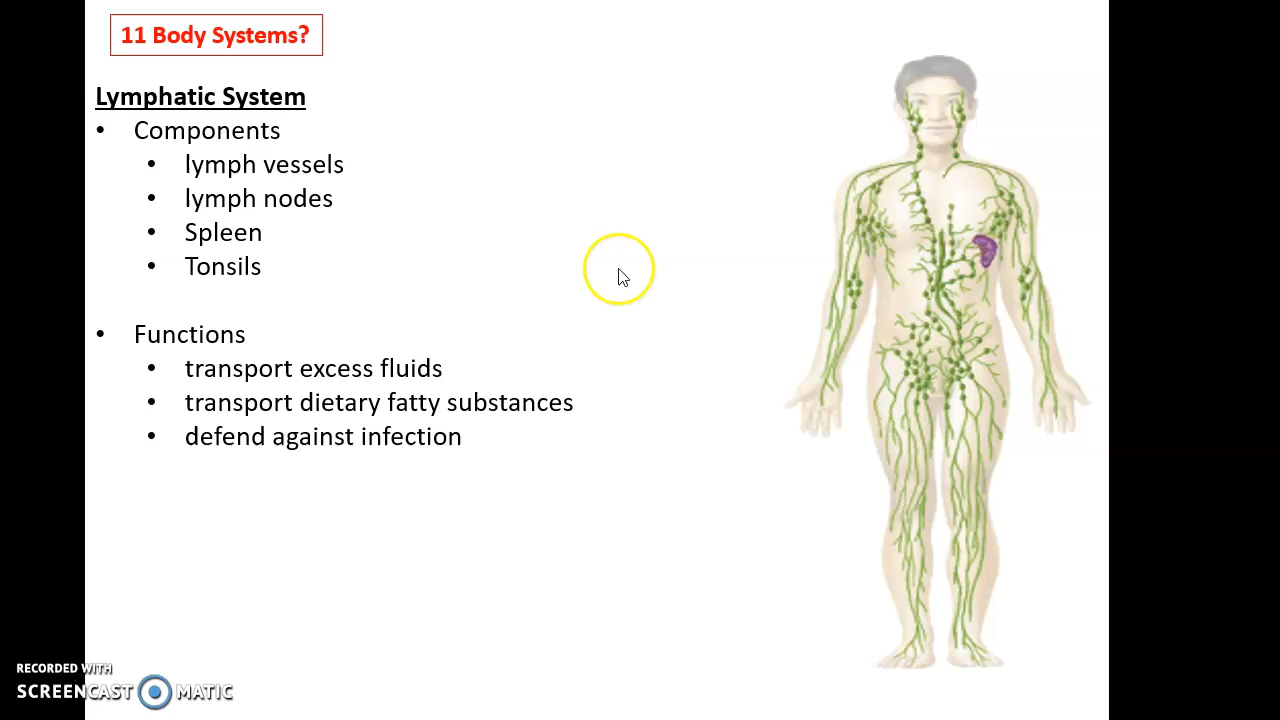 11 Body Systems?
Lymphatic System
• Components
• lymph vessels
• lymph nodes
• Spleen
• Tonsils
• Functions
• transport excess fluids
• transport dietary fatty substances
• defend against infection
RECORDED WITH
SCREENCAST MATIC